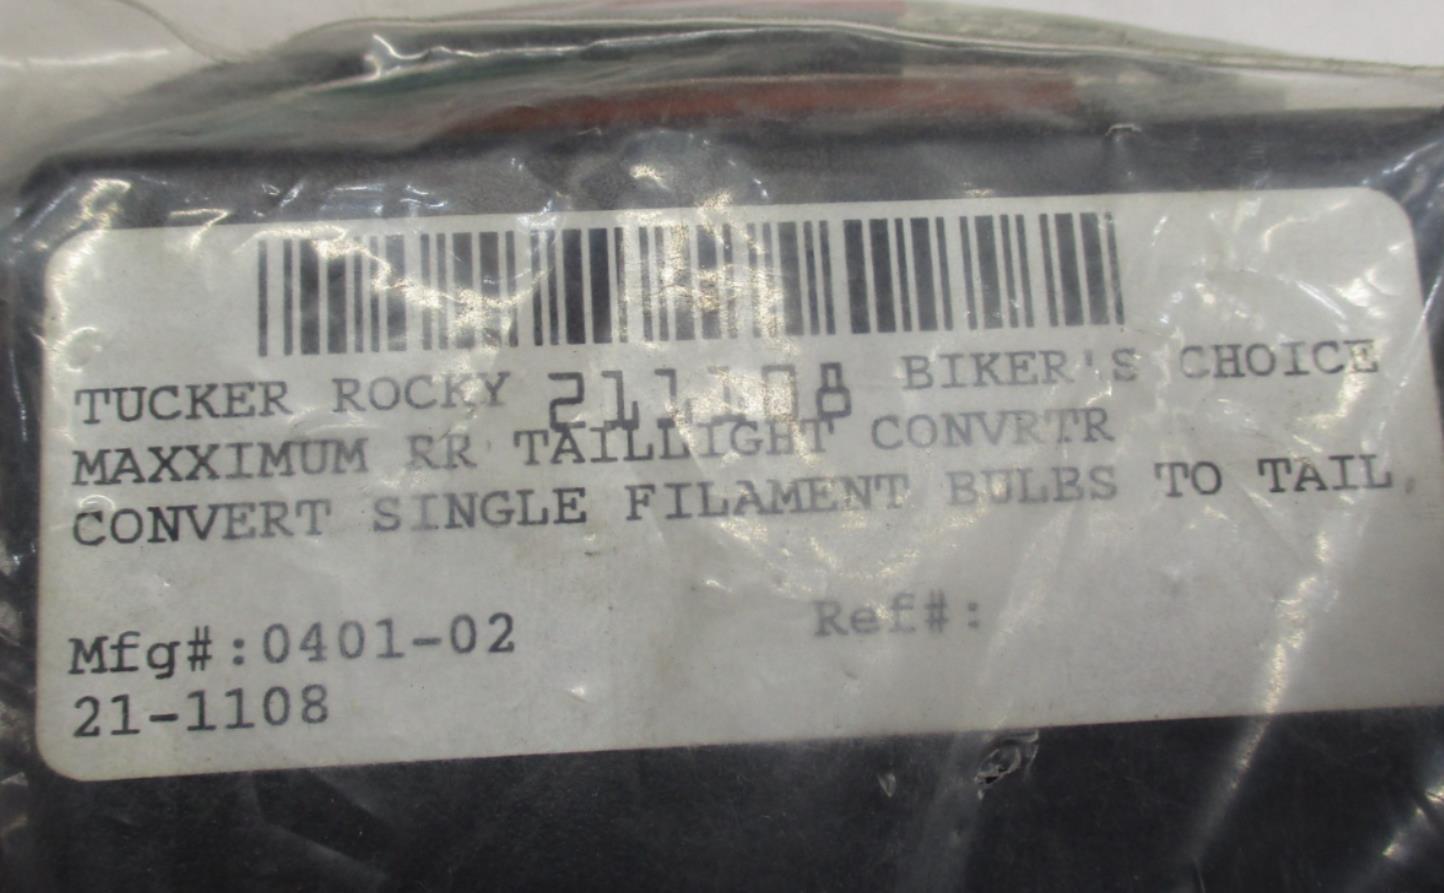 TUCKER ROCKY 211108 BIKER'S CHOICE
MAXXIMUM RR TAILLIGHT CONVRTR
CONVERT SINGLE FILAMENT BULBS TO TAIL,
Mfg#:0401-02 Ref#:
21-1108